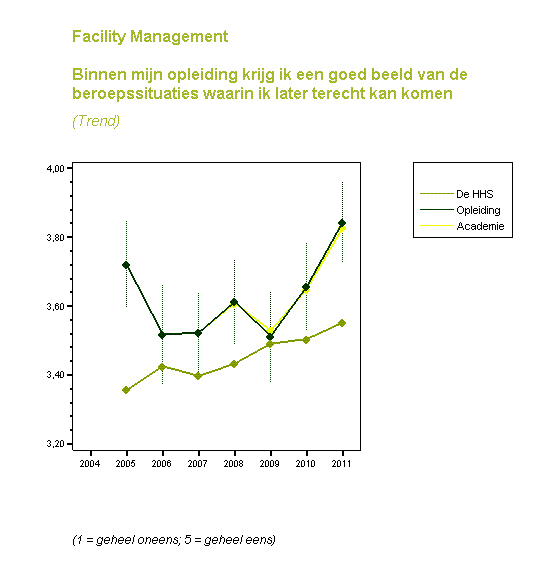 Facility Management
Binnen mijn opleiding krijg ik een goed beeld van de
beroepssituaties waarin ik later terecht kan komen
(Trend)
4,00
3,80
3,60
3,40
3,20
2004 2005 2006 2007 2008 2009 2010 2011
De HHS
Opleiding
Academie
(1 = geheel oneens; 5 = geheel eens)